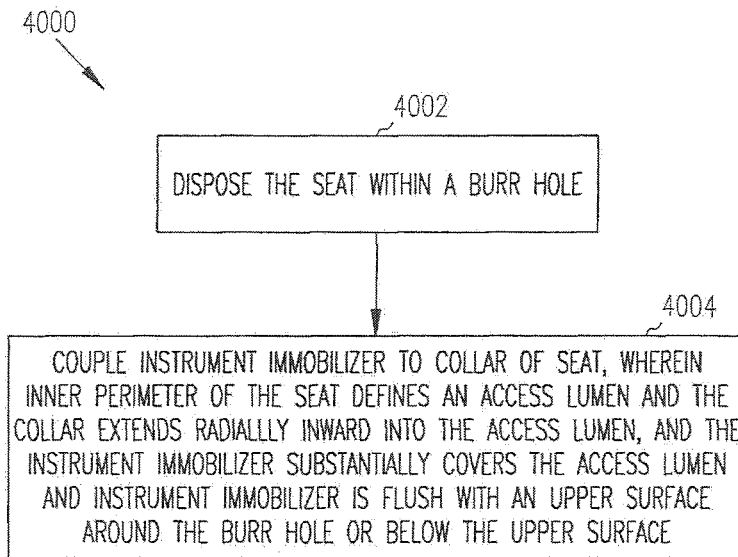 4000
4002
DISPOSE THE SEAT WITHIN A BURR HOLE
4004
COUPLE INSTRUMENT IMMOBILIZER TO COLLAR OF SEAT, WHEREIN
INNER PERIMETER OF THE SEAT DEFINES AN ACCESS LUMEN AND THE
COLLAR EXTENDS RADIALLLY INWARD INTO THE ACCESS LUMEN, AND THE
INSTRUMENT IMMOBILIZER SUBSTANTIALLY COVERS THE ACCESS LUMEN
AND INSTRUMENT IMMOBILIZER IS FLUSH WITH AN UPPER SURFACE
AROUND THE BURR HOLE OR BELOW THE UPPER SURFACE